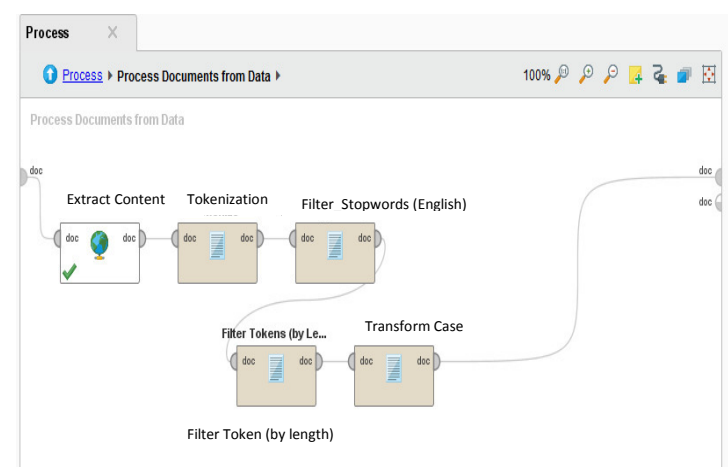 Process
Process Process Documents from Data 100%
Process Documents from Data
doc doc
doc
Extract Content Tokenization Filter Stopwords (English)
doc doc doc doc doc doc
Filter Tokens (by Le... Transform Case
doc doc doc doc
Filter Token (by length)